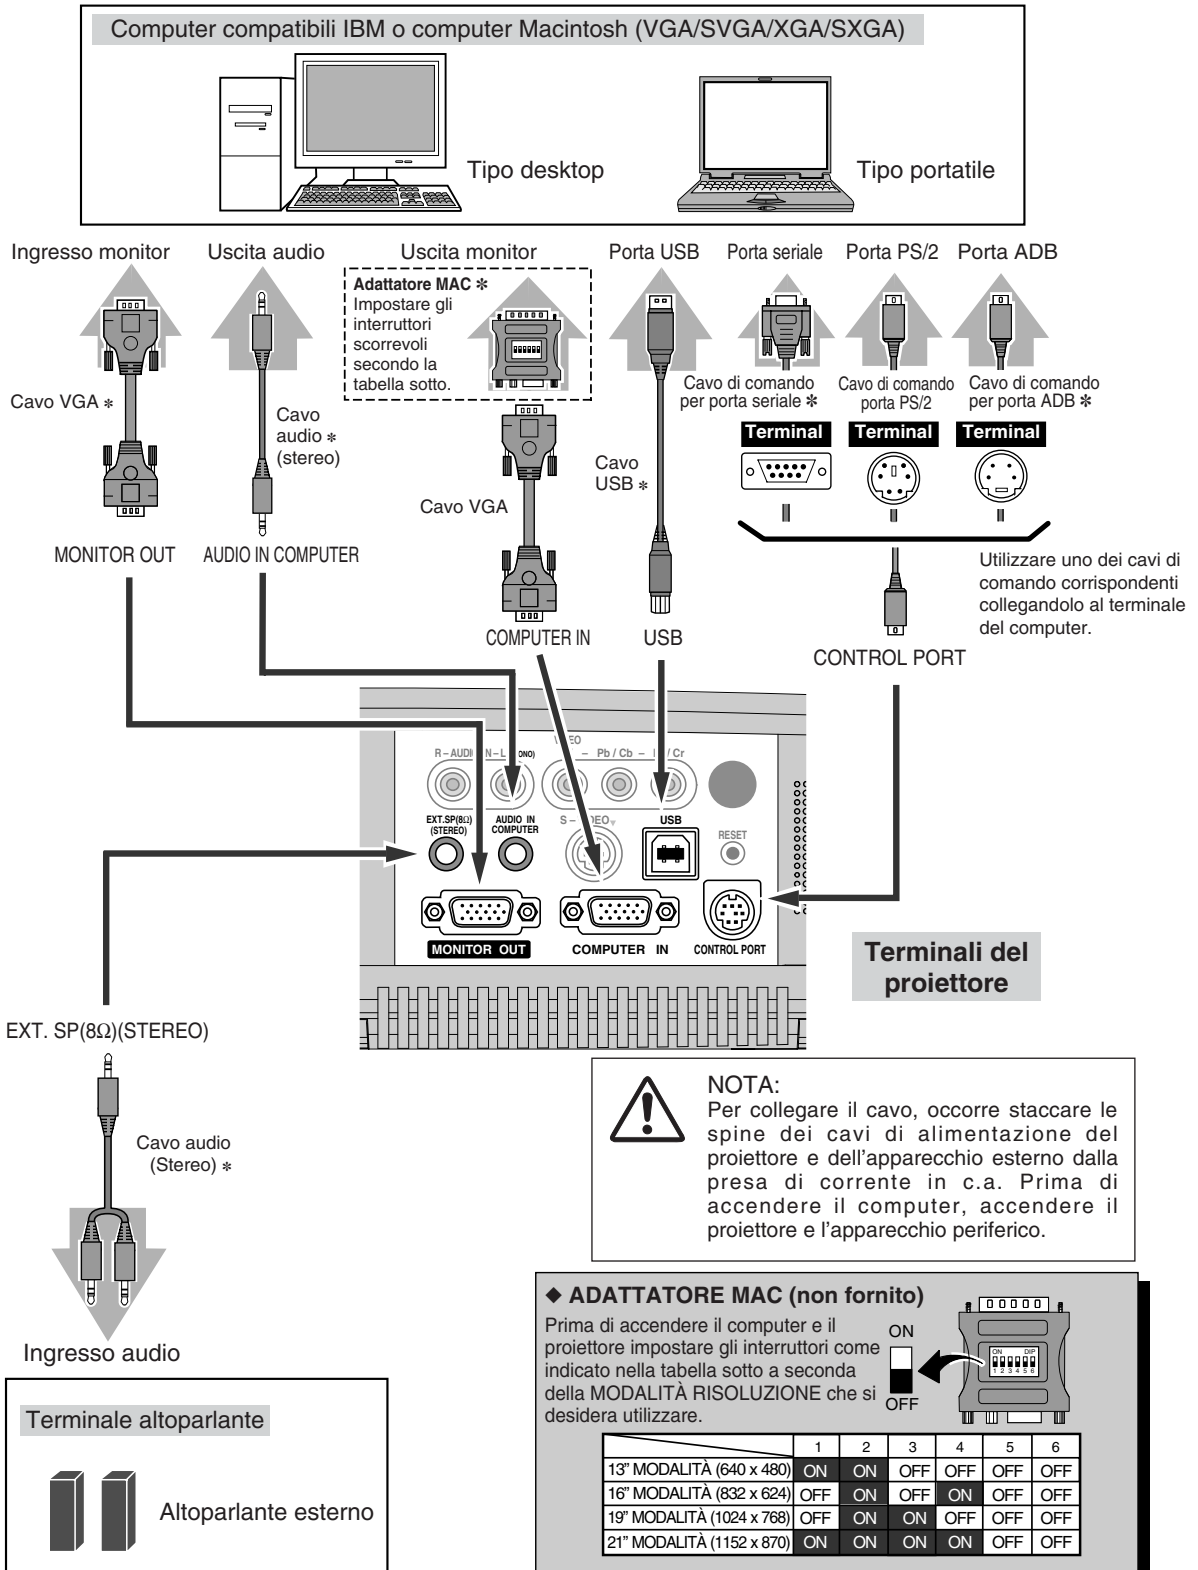 Computer compatibili IBM o computer Macintosh (VGA/SVGA/XGA/SXGA)
Tipo desktop
Tipo portatile
Ingresso monitor
Uscita audio
Uscita monitor
Porta USB
Porta seriale
Porta PS/2
Porta ADB
Adattatore MAC ✻
Impostare gli
interruttori
scorrevoli
secondo la
tabella sotto.
Cavo VGA ✻
Cavo
audio ✻
(stereo)
Cavo VGA
Cavo
USB ✻
Cavo di comando
per porta seriale ✻
Cavo di comando
porta PS/2
Cavo di comando
per porta ADB ✻
Terminal
Terminal
Terminal
MONITOR OUT
AUDIO IN COMPUTER
COMPUTER IN
USB
Utilizzare uno dei cavi di
comando corrispondenti
collegandolo al terminale
del computer.
CONTROL PORT
R – AUDIO IN – L
– Pb / Cb –
/ Cr
EXT.SP(8Ω)
(STEREO)
AUDIO IN
COMPUTER
S –
USB
RESET
MONITOR OUT
COMPUTER IN
CONTROL PORT
Terminali del
proiettore
EXT. SP(8Ω)(STEREO)
Cavo audio
(Stereo) ✻
Ingresso audio
Terminale altoparlante
Altoparlante esterno
NOTA:
Per collegare il cavo, occorre staccare le
spine dei cavi di alimentazione del
proiettore e dell'apparecchio esterno dalla
presa di corrente in c.a. Prima di
accendere il computer, accendere il
proiettore e l'apparecchio periferico.
◆ ADATTATORE MAC (non fornito)
Prima di accendere il computer e il
proiettore impostare gli interruttori come
indicato nella tabella sotto a seconda
della MODALITÀ RISOLUZIONE che si
desidera utilizzare.
ON
OFF
ON DIP
1 2 3 4 5 6
1 2 3 4 5 6
13" MODALITÀ (640 x 480) ON ON OFF OFF OFF OFF
16" MODALITÀ (832 x 624) OFF ON OFF ON OFF OFF
19" MODALITÀ (1024 x 768) OFF ON ON OFF OFF OFF
21" MODALITÀ (1152 x 870) ON ON ON ON OFF OFF